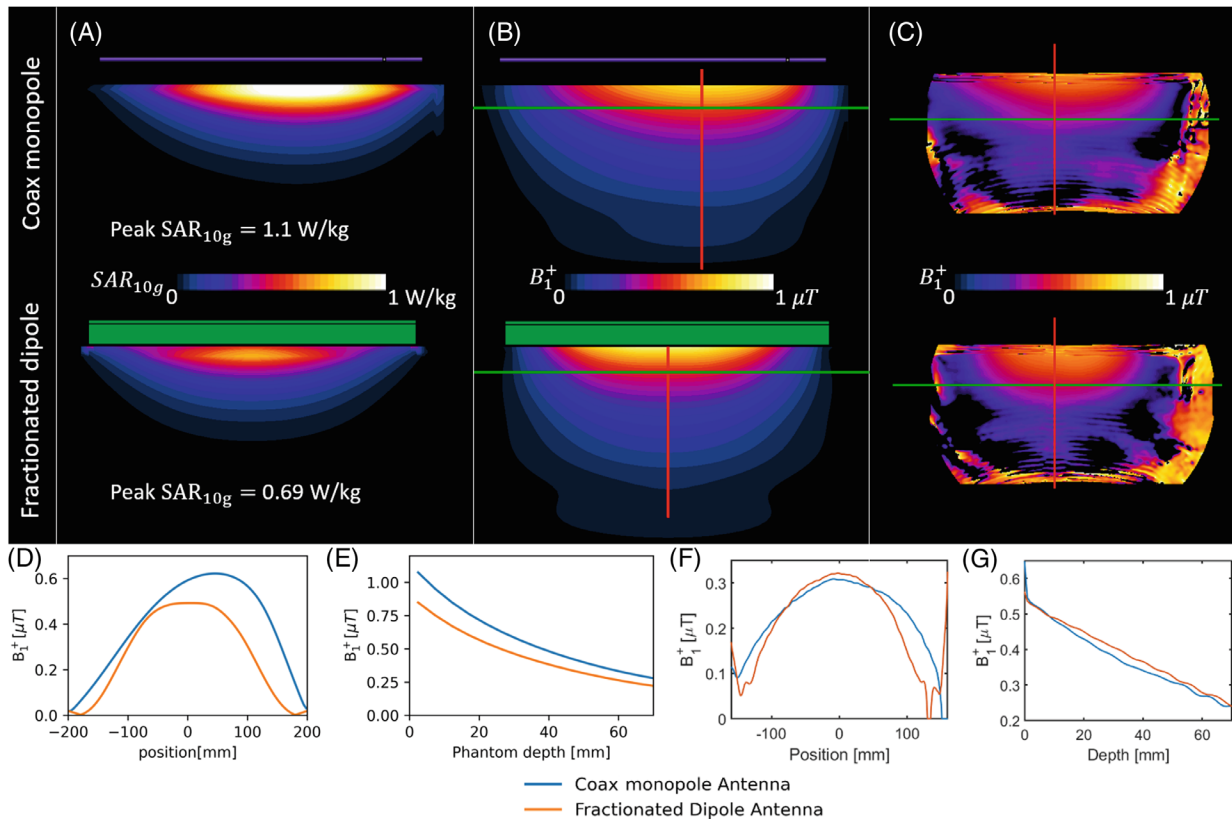 (A)
(B)
(C)
Coax monopole
Peak SAR10g = 1.1 W/kg
SAR10g 0 1 W/kg
B1+ 0 1 μT
B1+ 0 1 μT
Fractionated dipole
Peak SAR10g = 0.69 W/kg
(D)
0.6
0.4
0.2
0.0
B1+ [μT]
−200 −100 0 100 200
position[mm]
(E)
1.00
0.75
0.50
0.25
0.00
B1+ [μT]
0 20 40 60
Phantom depth [mm]
(F)
0.3
0.2
0.1
0
B1+ [μT]
-100 0 100
Position [mm]
(G)
0.6
0.5
0.4
0.3
0.2
B1+ [μT]
0 20 40 60
Depth [mm]
Coax monopole Antenna
Fractionated Dipole Antenna